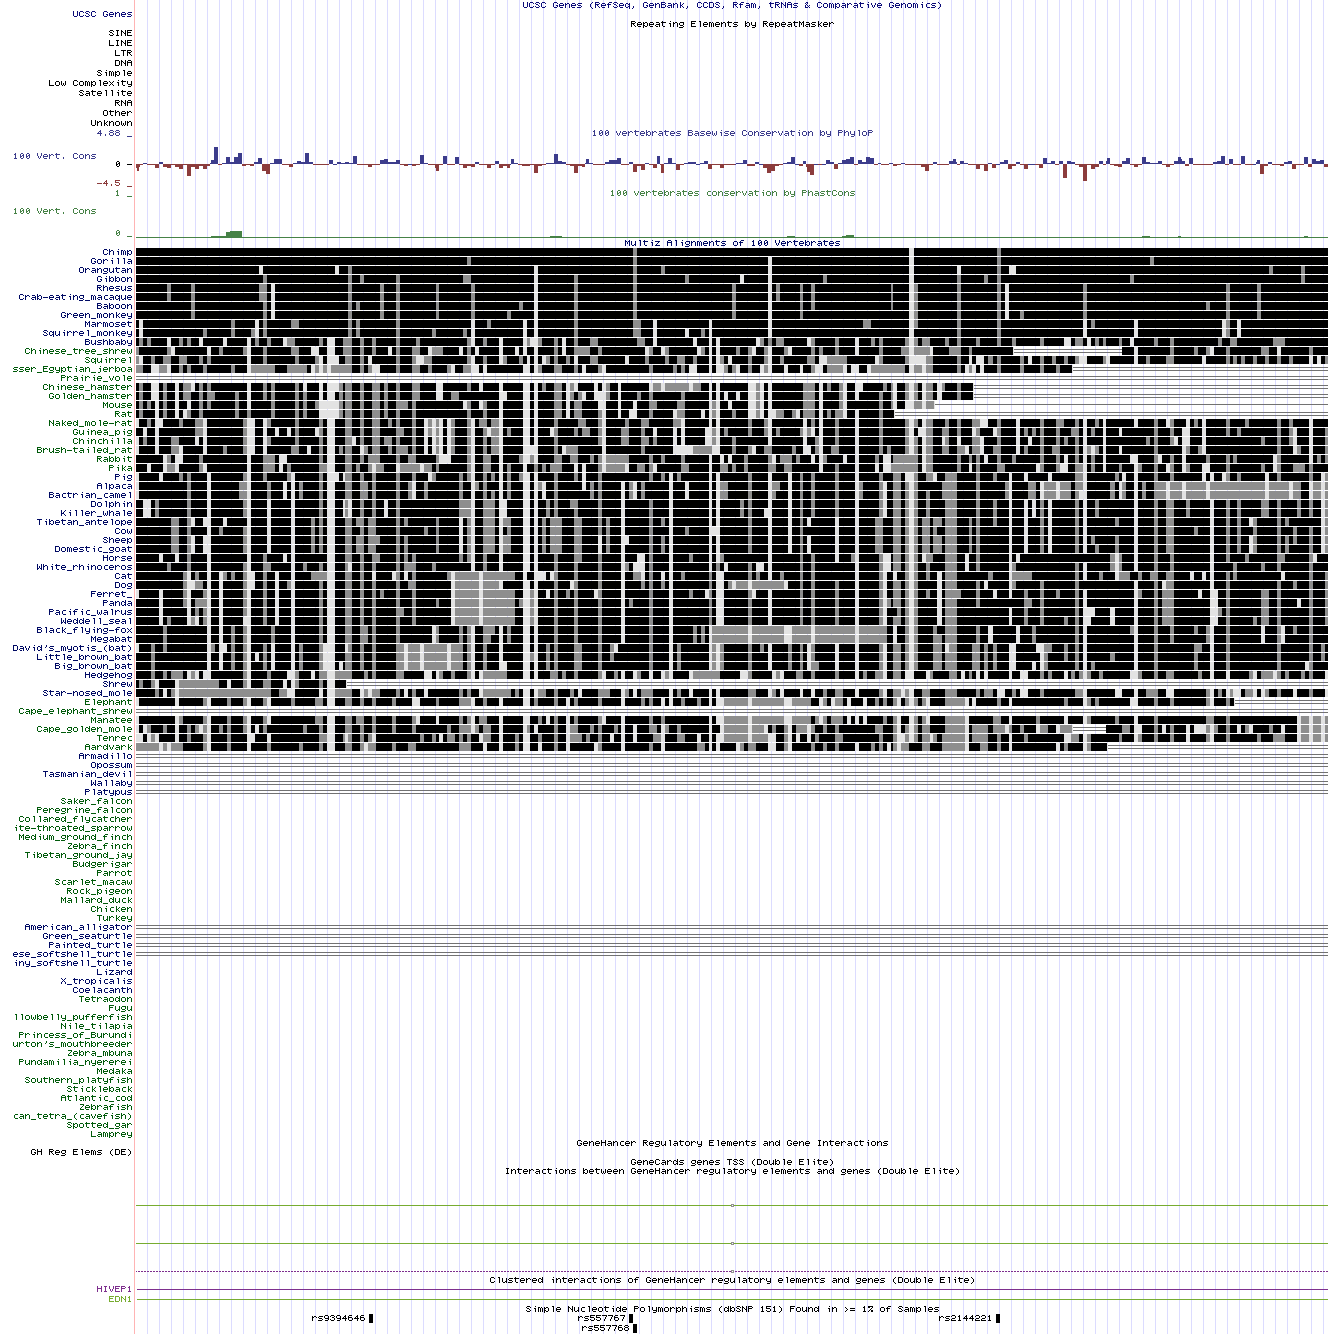 UCSC Genes (RefSeq, GenBank, CCDS, Rfam, tRNAs & Comparative Genomics)
UCSC Genes
Repeating Elements by RepeatMasker
SINE
LINE
LTR
DNA
Simple
Low Complexity
Satellite
RNA
Other
Unknown
4.88 _
100 vertebrates Basewise Conservation by PhyloP
100 Vert. Cons
0 -
-4.5 _
100 vertebrates conservation by PhastCons
1 _
100 Vert. Cons
0 _
Multiz Alignments of 100 Vertebrates
Chimp
Gorilla
Orangutan
Gibbon
Rhesus
Crab-eating_macaque
Baboon
Green_monkey
Marmoset
Squirrel_monkey
Bushbaby
Chinese_tree_shrew
Squirrel
sser_Egyptian_jerboa
Prairie_vole
Chinese_hamster
Golden_hamster
Mouse
Rat
Naked_mole-rat
Guinea_pig
Chinchilla
Brush-tailed_rat
Rabbit
Pika
Pig
Alpaca
Bactrian_camel
Dolphin
Killer_whale
Tibetan_antelope
Cow
Sheep
Domestic_goat
Horse
White_rhinoceros
Cat
Dog
Ferret_
Panda
Pacific_walrus
Weddell_seal
Black_flying-fox
Megabat
David's_myotis_(bat)
Little_brown_bat
Big_brown_bat
Hedgehog
Shrew
Star-nosed_mole
Elephant
Cape_elephant_shrew
Manatee
Cape_golden_mole
Tenrec
Aardvark
Armadillo
Opossum
Tasmanian_devil
Wallaby
Platypus
Saker_falcon
Peregrine_falcon
Collared_flycatcher
ite-throated_sparrow
Medium_ground_finch
Zebra_finch
Tibetan_ground_jay
Budgerigar
Parrot
Scarlet_macaw
Rock_pigeon
Mallard_duck
Chicken
Turkey
American_alligator
Green_seaturtle
Painted_turtle
ese_softshell_turtle
iny_softshell_turtle
Lizard
X_tropicalis
Coelacanth
Tetraodon
Fugu
llowbelly_pufferfish
Nile_tilapia
Princess_of_Burundi
urton's_mouthbreeder
Zebra_mbuna
Pundamilia_nyererei
Medaka
Southern_platyfish
Stickleback
Atlantic_cod
Zebrafish
can_tetra_(cavefish)
Spotted_gar
Lamprey
GeneHancer Regulatory Elements and Gene Interactions
GH Reg Elems (DE)
GeneCards genes TSS (Double Elite)
Interactions between GeneHancer regulatory elements and genes (Double Elite)
Clustered interactions of GeneHancer regulatory elements and genes (Double Elite)
HIVEP1
EDN1
Simple Nucleotide Polymorphisms (dbSNP 151) Found in >= 1% of Samples
rs9394646 rs557767 rs2144221
rs557768